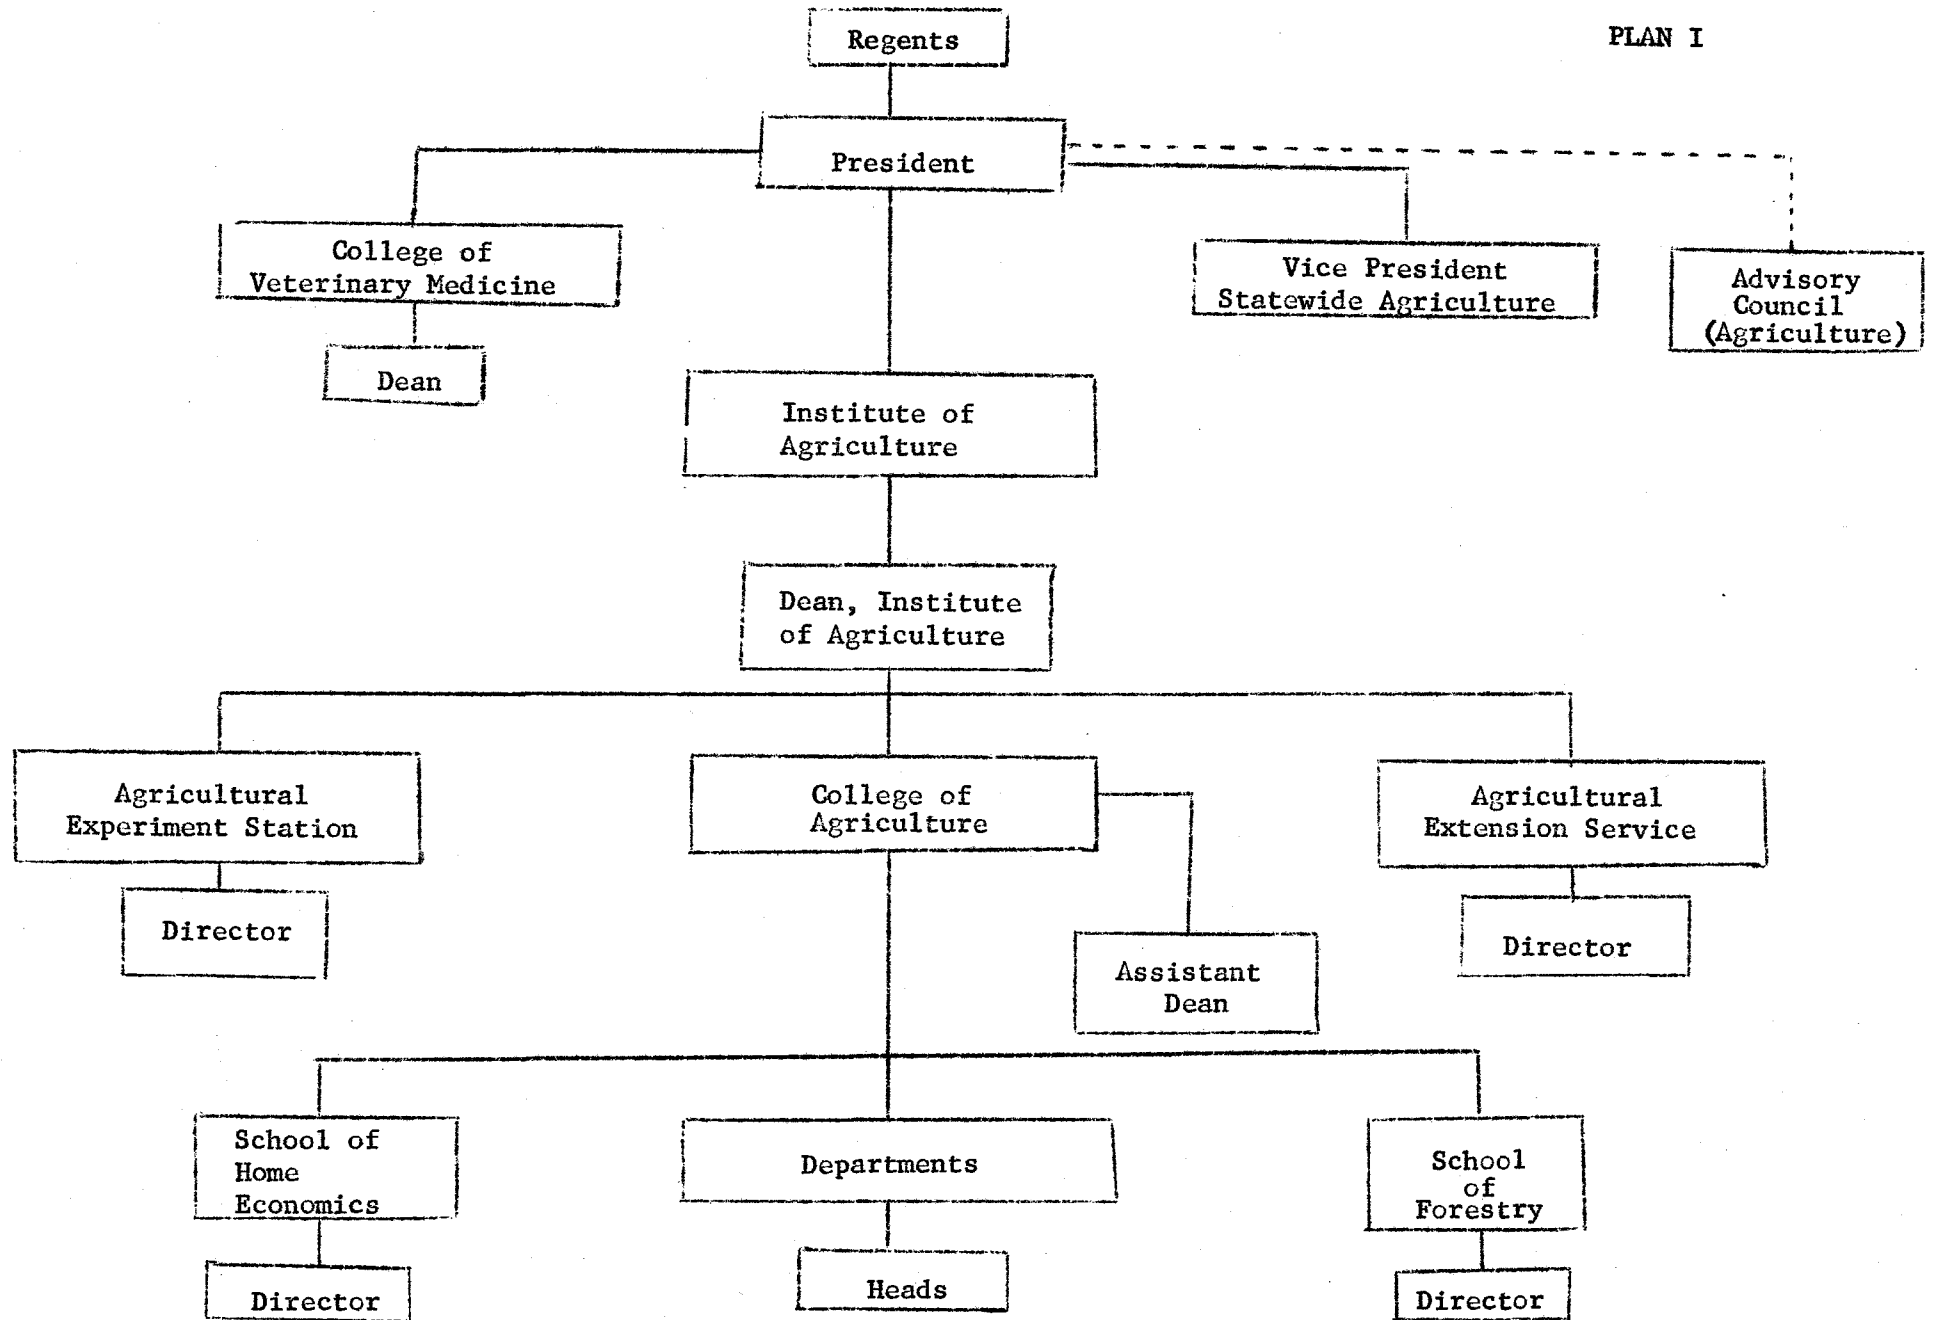 PLAN I
Regents
President
College of
Veterinary Medicine
Vice President
Statewide Agriculture
Advisory
Council
(Agriculture)
Dean
Institute of
Agriculture
Dean, Institute
of Agriculture
Agricultural
Experiment Station
College of
Agriculture
Agricultural
Extension Service
Director
Assistant
Dean
Director
School of
Home
Economics
Departments
School
of
Forestry
Director
Heads
Director